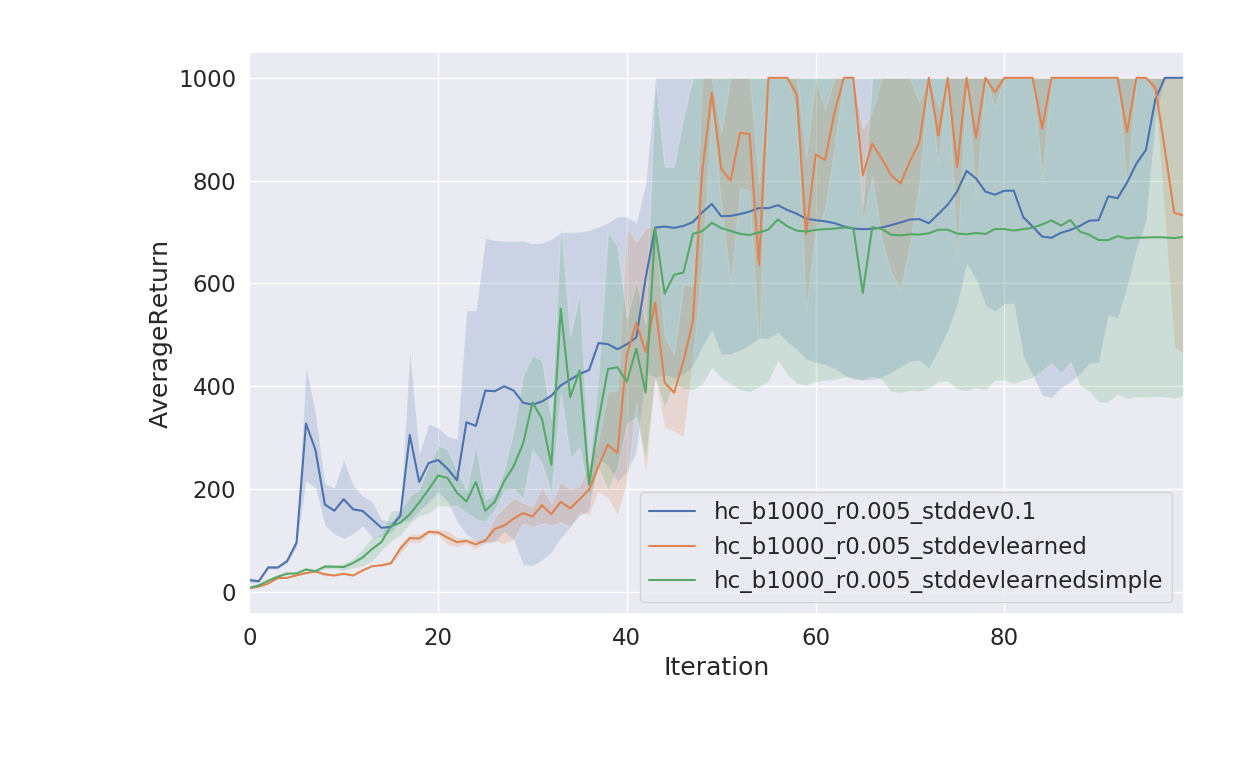 1000
800
600
400
200
0
AverageReturn
0 20 40 60 80
Iteration
hc_b1000_r0.005_stddev0.1
hc_b1000_r0.005_stddevlearned
hc_b1000_r0.005_stddevlearnedsimple